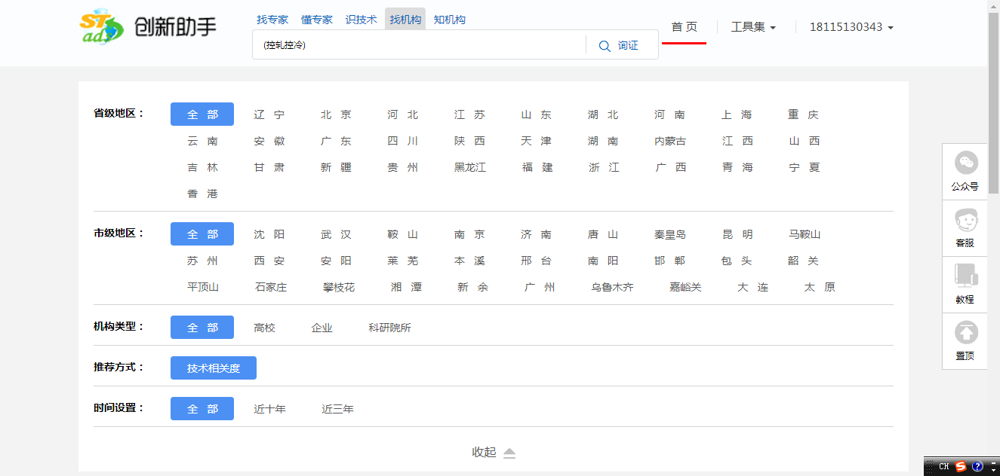 ST ads 创新助手
找专家 懂专家 识技术 找机构 知机构
(控轧控冷) 询证
首 页 工具集 18115130343
省级地区： 全 部 辽 宁 北 京 河 北 江 苏 山 东 湖 北 河 南 上 海 重 庆
云 南 安 徽 广 东 四 川 陕 西 天 津 湖 南 内蒙古 江 西 山 西
吉 林 甘 肃 新 疆 贵 州 黑龙江 福 建 浙 江 广 西 青 海 宁 夏
香 港
市级地区： 全 部 沈 阳 武 汉 鞍 山 南 京 济 南 唐 山 秦皇岛 昆 明 马鞍山
苏 州 西 安 安 阳 莱 芜 本 溪 邢 台 南 阳 邯 郸 包 头 韶 关
平顶山 石家庄 攀枝花 湘 潭 新 余 广 州 乌鲁木齐 嘉峪关 大 连 太 原
机构类型： 全 部 高校 企业 科研院所
推荐方式： 技术相关度
时间设置： 全 部 近十年 近三年
收起
公众号
客服
教程
置顶
CH S ?